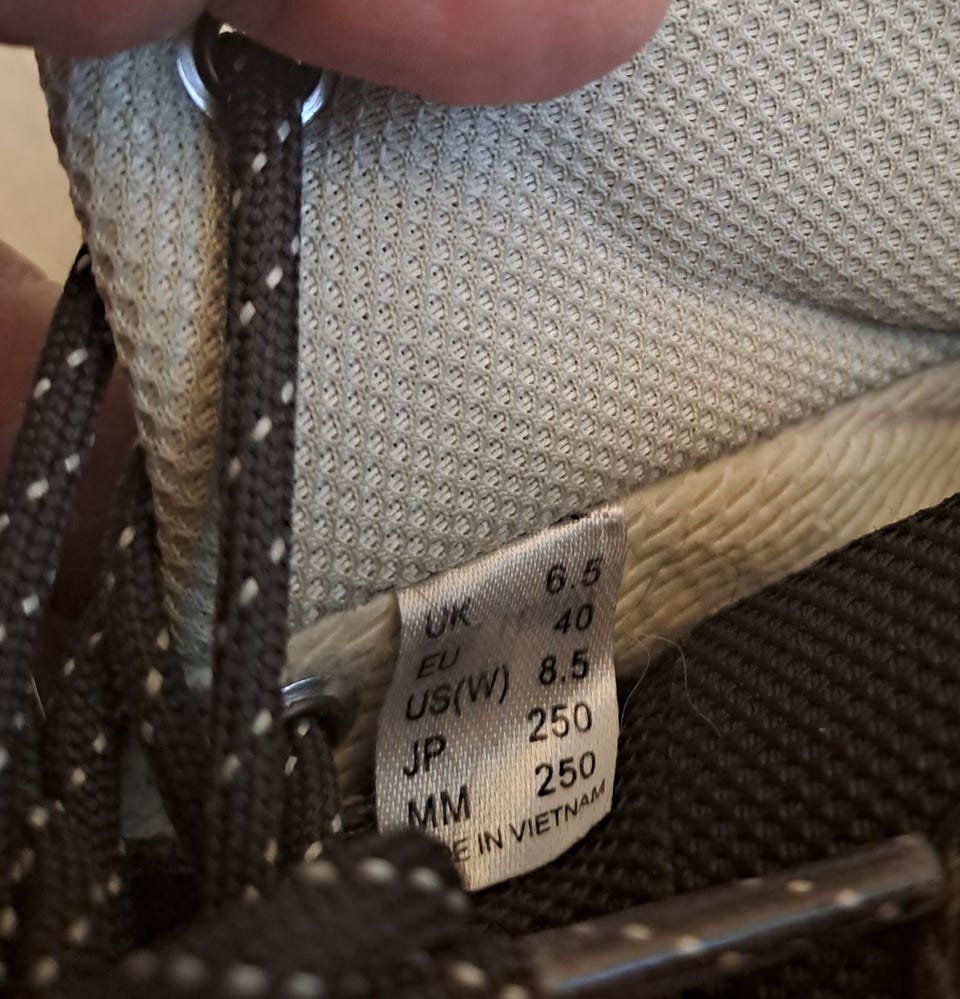 UK 6.5
EU 40
US(W) 8.5
JP 250
MM 250
E IN VIETNAM